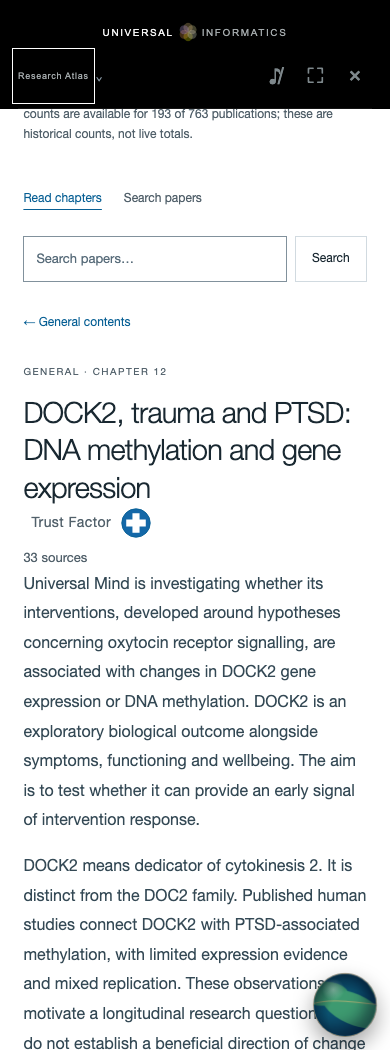 UNIVERSAL INFORMATICS
Research Atlas
counts are available for 193 of 763 publications; these are
historical counts, not live totals.
Read chapters Search papers
Search papers... Search
← General contents
GENERAL · CHAPTER 12
DOCK2, trauma and PTSD:
DNA methylation and gene
expression
Trust Factor
33 sources
Universal Mind is investigating whether its
interventions, developed around hypotheses
concerning oxytocin receptor signalling, are
associated with changes in DOCK2 gene
expression or DNA methylation. DOCK2 is an
exploratory biological outcome alongside
symptoms, functioning and wellbeing. The aim
is to test whether it can provide an early signal
of intervention response.
DOCK2 means dedicator of cytokinesis 2. It is
distinct from the DOC2 family. Published human
studies connect DOCK2 with PTSD-associated
methylation, with limited expression evidence
and mixed replication. These observations
motivate a longitudinal research question
do not establish a beneficial direction of change